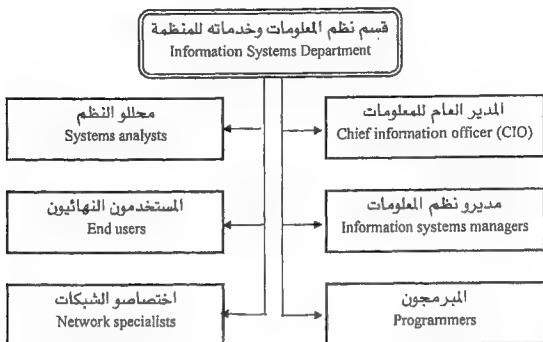 قسم نظم المعلومات وخدماته للمنظمة
Information Systems Department
المدير العام للمعلومات
Chief information officer (CIO)
محللو النظم
Systems analysts
مديرو نظم المعلومات
Information systems managers
المستخدمون النهائيون
End users
المبرمجون
Programmers
اختصاصو الشبكات
Network specialists